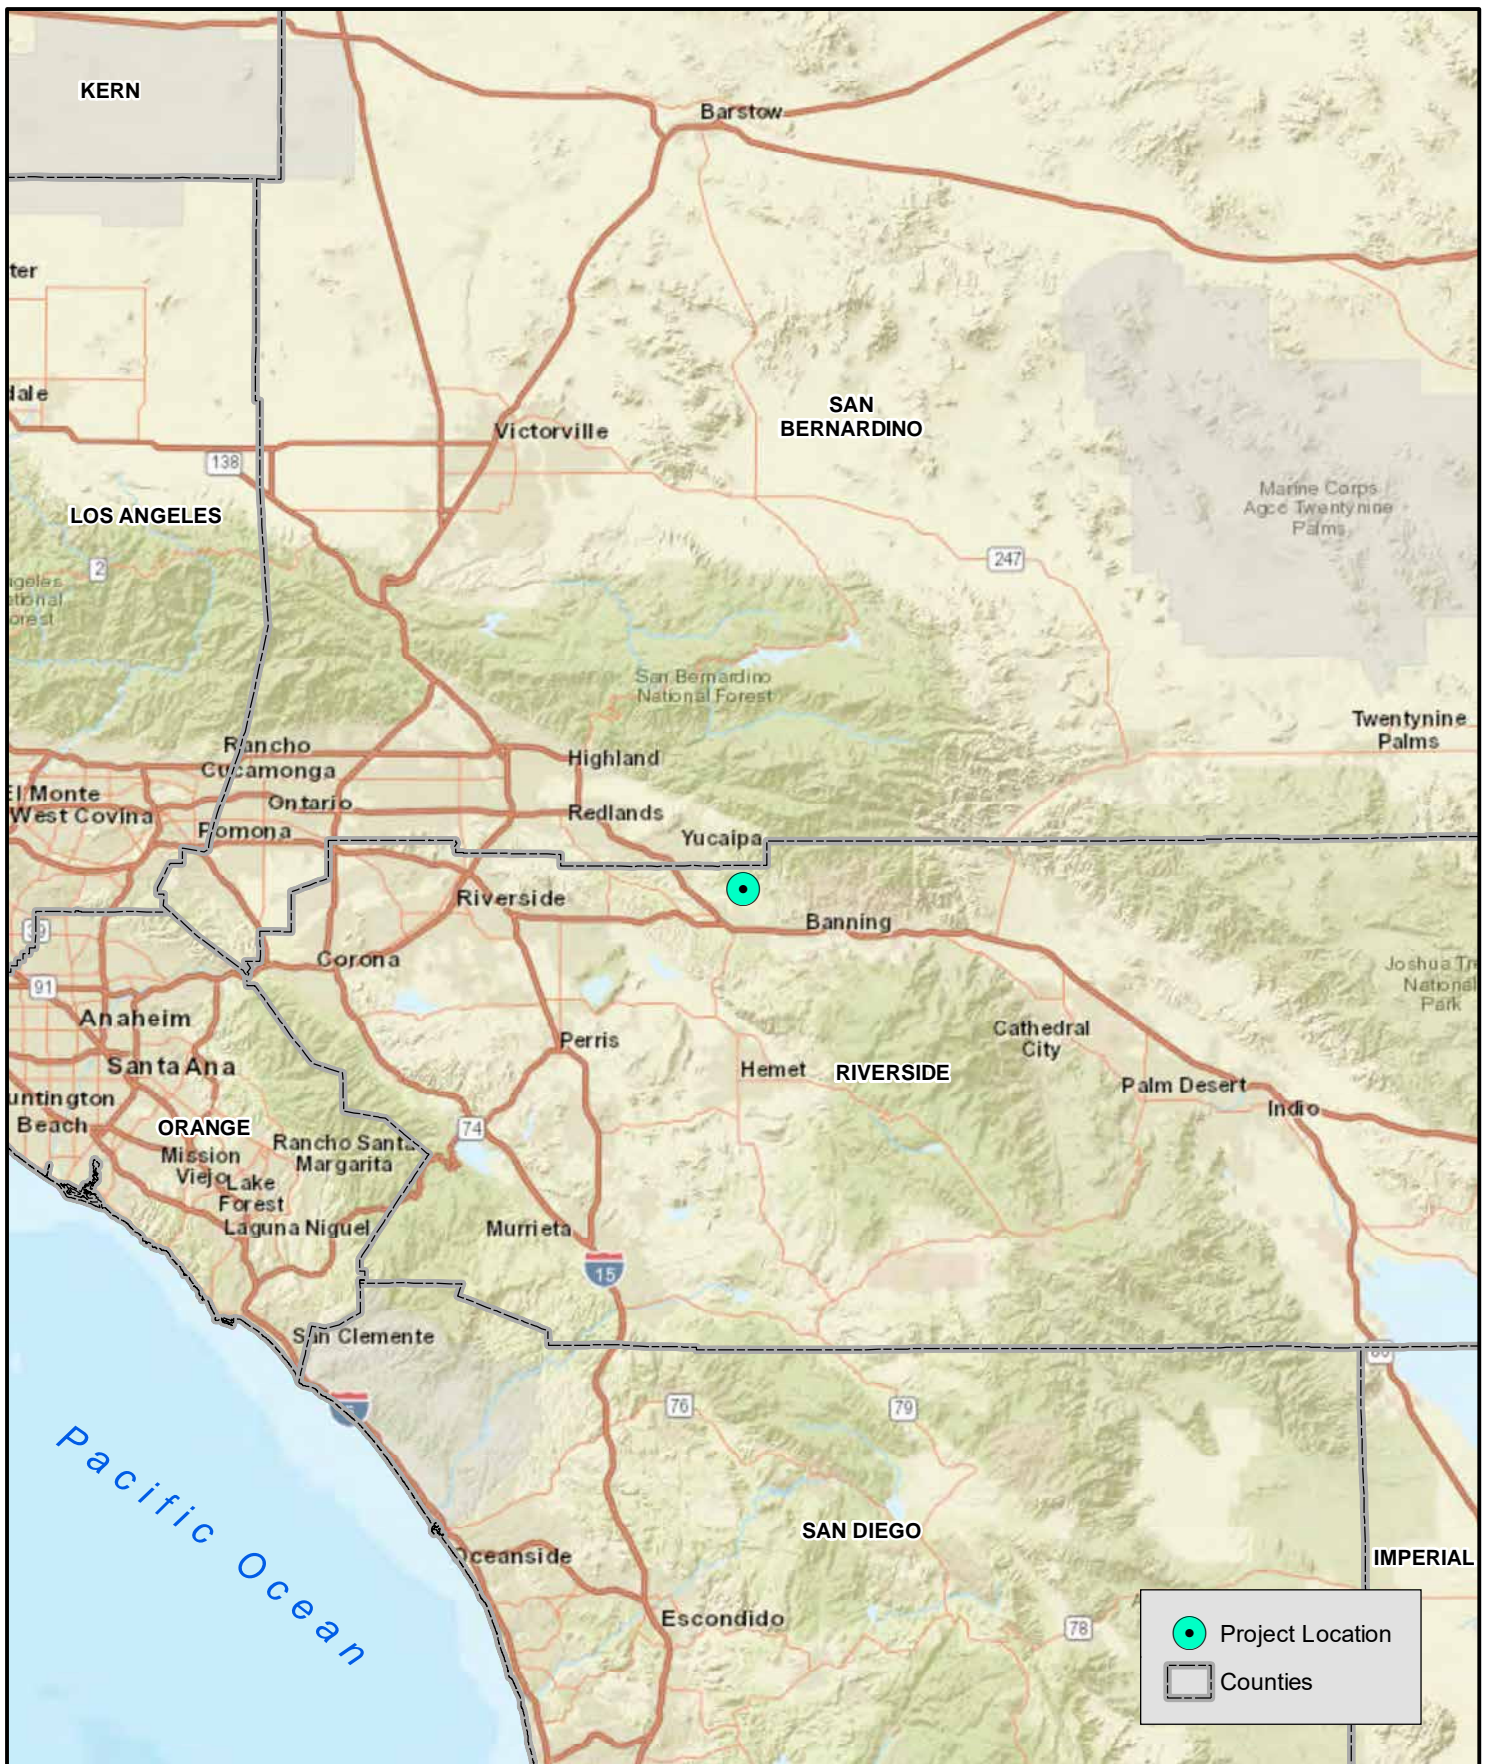 KERN
Barstow
ter
dale
Victorville
SAN
BERNARDINO
138
LOS ANGELES
Marine Corps
Agcc Twentynine
Palms
2
geles
tional
orest
247
San Bernardino
National Forest
Twentynine
Palms
Rancho
Cucamonga
Highland
El Monte
West Covina
Ontario
Redlands
Pomona
Yucaipa
Riverside
Banning
39
Corona
Joshua Tr
National
Park
91
Anaheim
Cathedral
City
Perris
Santa Ana
Hemet
RIVERSIDE
Palm Desert
Indio
untington
Beach
ORANGE
74
Mission
Viejo
Rancho Santa
Margarita
Lake
Forest
Laguna Niguel
Murrieta
15
San Clemente
76
79
Pacific Ocean
SAN DIEGO
IMPERIAL
Oceanside
Escondido
78
Project Location
Counties